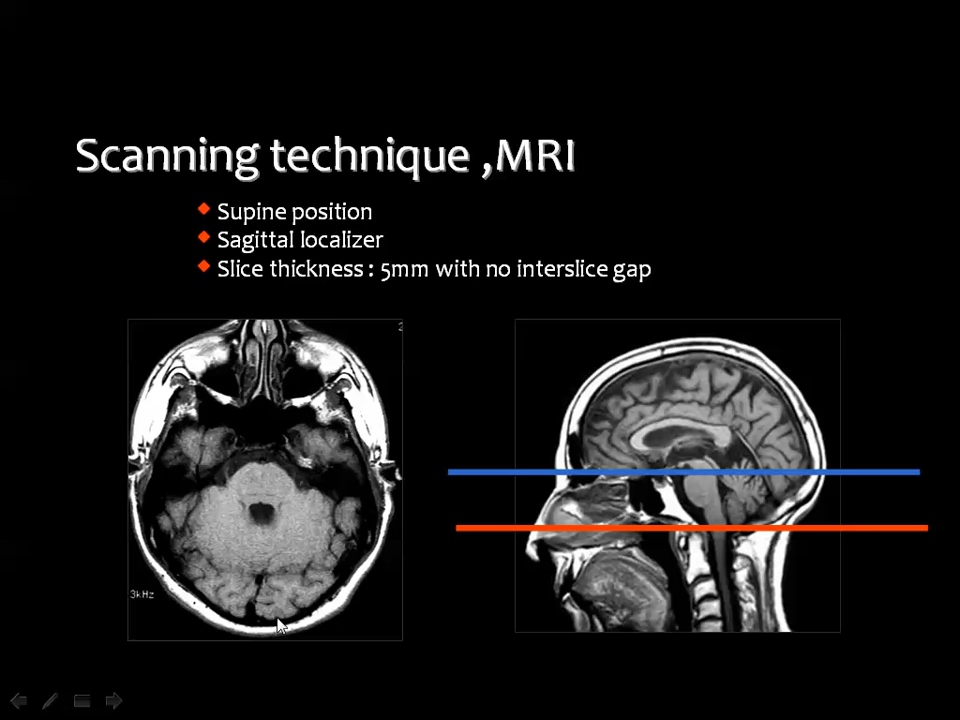 Scanning technique ,MRI
Supine position
Sagittal localizer
Slice thickness : 5mm with no interslice gap
3kHz